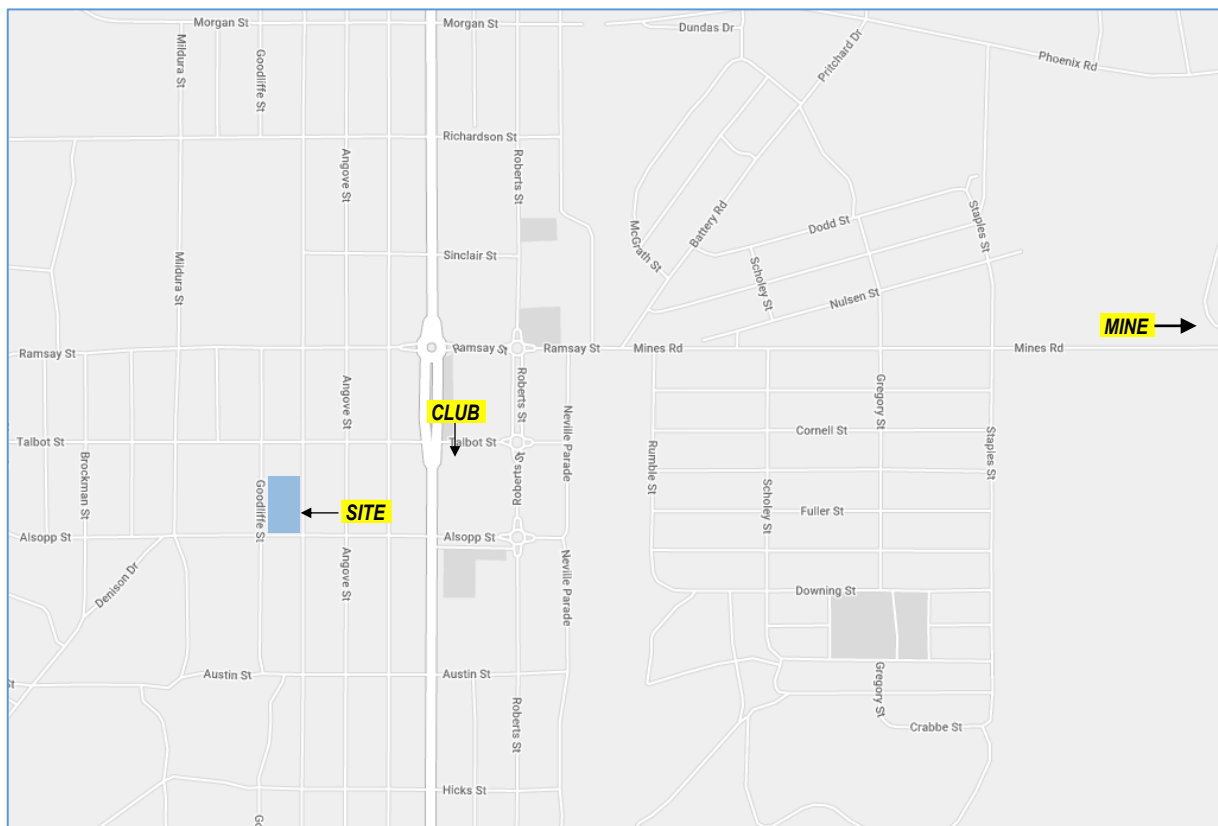 Morgan St
Morgan St
Dundas Dr
Mildura St
Goodliffe St
Pritchard Dr
Phoenix Rd
Richardson St
Angove St
Roberts St
McGrath St
Battery Rd
Dodd St
Staples St
Mildura St
Sinclair St
Scholey St
Nulsen St
MINE
Ramsay St
Ramsay St
Ramsay St
Mines Rd
Mines Rd
Angove St
Roberts St
Gregory St
CLUB
Neville Parade
Talbot St
Talbot St
Cornell St
Rumble St
Staples St
Brockman St
Goodliffe St
SITE
Roberts St
Scholey St
Fuller St
Alsopp St
Alsopp St
Denison Dr
Angove St
Neville Parade
Downing St
Austin St
Austin St
St
Roberts St
Gregory St
Crabbe St
Hicks St
Go